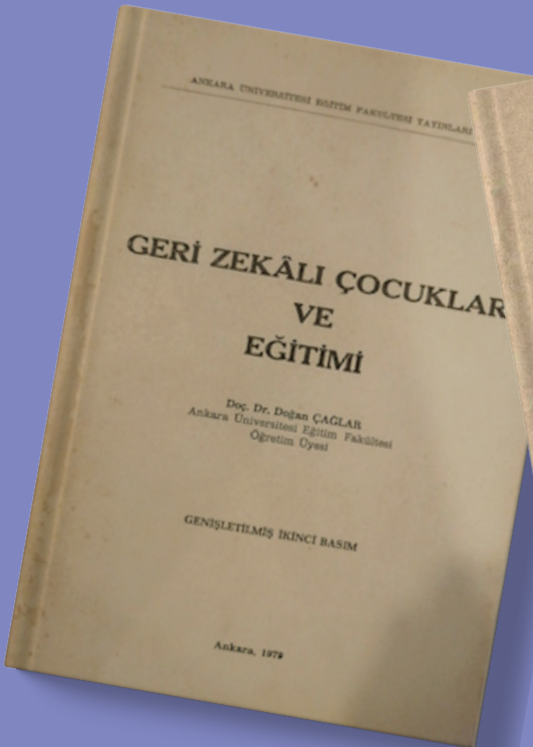 ANKARA ÜNİVERSİTESİ EĞİTİM FAKÜLTESİ YAYINLARI
GERİ ZEKÂLI ÇOCUKLAR
VE
EĞİTİMİ
Doç. Dr. Doğan ÇAĞLAR
Ankara Üniversitesi Eğitim Fakültesi
Öğretim Üyesi
GENİŞLETİLMİŞ İKİNCİ BASIM
Ankara, 1979